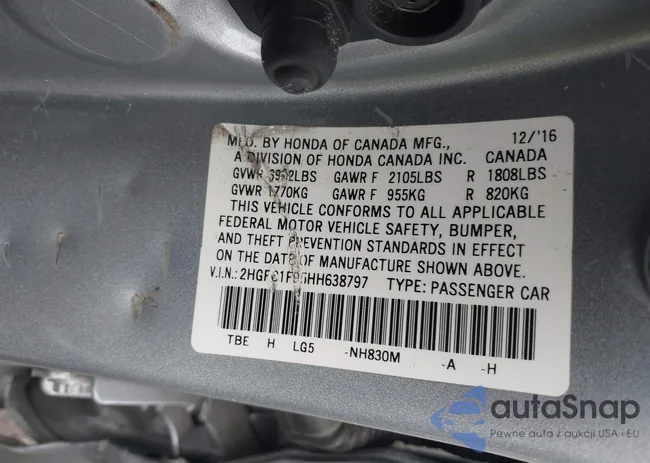 MFD. BY HONDA OF CANADA MFG., 12/'16
A DIVISION OF HONDA CANADA INC. CANADA
GVWR 3902LBS GAWR F 2105LBS R 1808LBS
GVWR 1770KG GAWR F 955KG R 820KG
THIS VEHICLE CONFORMS TO ALL APPLICABLE
FEDERAL MOTOR VEHICLE SAFETY, BUMPER,
AND THEFT PREVENTION STANDARDS IN EFFECT
ON THE DATE OF MANUFACTURE SHOWN ABOVE.
V.I.N.: TYPE: PASSENGER CAR
TBE H LG5 -NH830M -A -H
autaSnap
Pewne auta z aukcji USA i EU